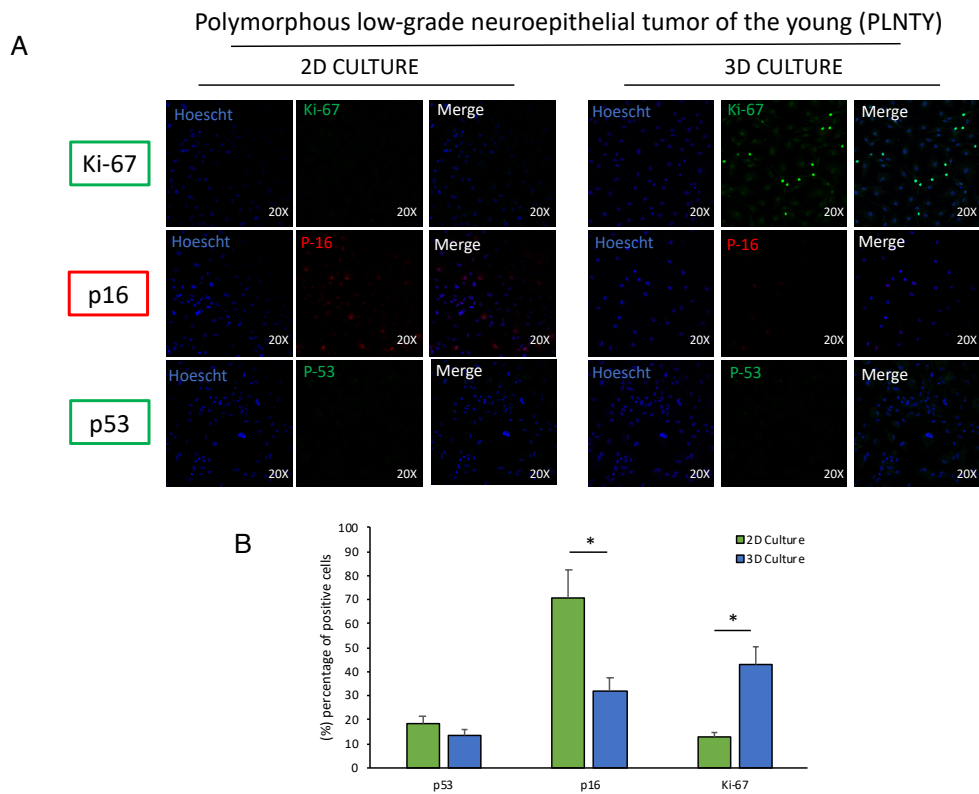 Polymorphous low-grade neuroepithelial tumor of the young (PLNTY)
A
2D CULTURE
3D CULTURE
Hoescht
Ki-67
Merge
Hoescht
Ki-67
Merge
Ki-67
20X
20X
20X
20X
20X
20X
Hoescht
P-16
Merge
Hoescht
P-16
Merge
p16
20X
20X
20X
20X
20X
20X
Hoescht
P-53
Merge
Hoescht
P-53
Merge
p53
20X
20X
20X
20X
20X
20X
B
(%) percentage of positive cells
100
90
80
70
60
50
40
30
20
10
0
*
*
2D Culture
3D Culture
p53
p16
Ki-67